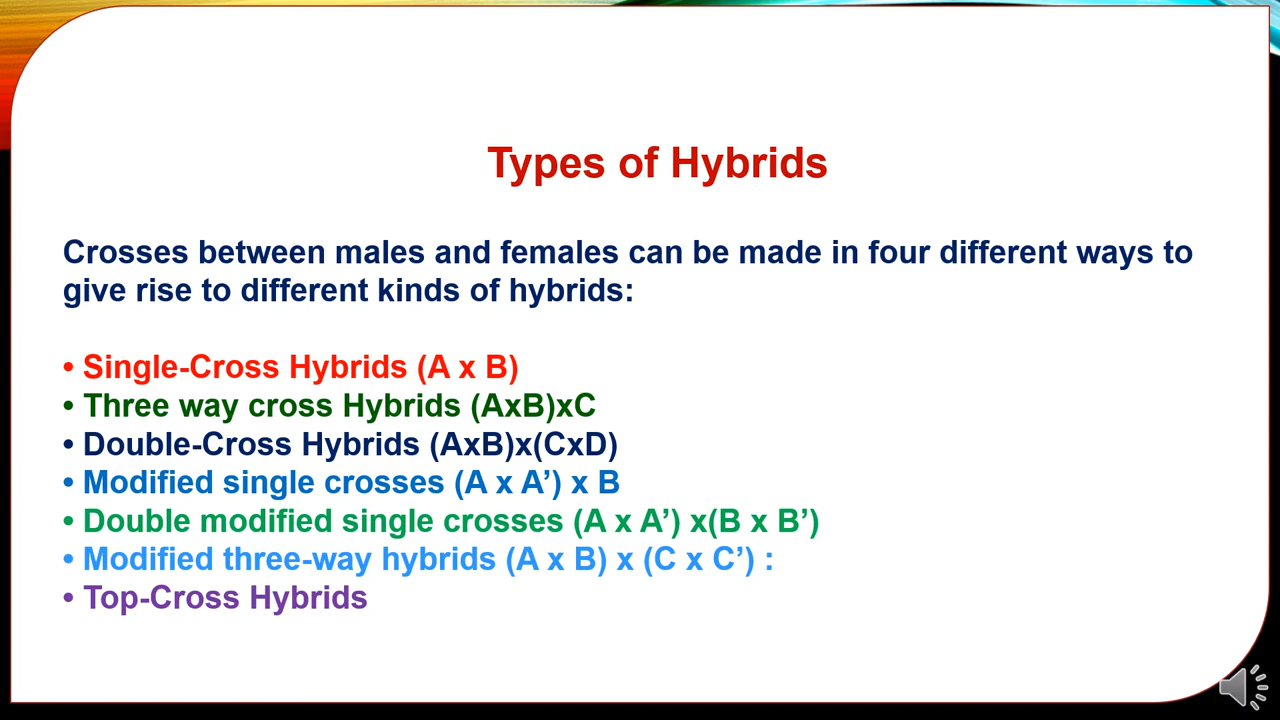 Types of Hybrids
Crosses between males and females can be made in four different ways to
give rise to different kinds of hybrids:
• Single-Cross Hybrids (A x B)
• Three way cross Hybrids (AxB)xC
• Double-Cross Hybrids (AxB)x(CxD)
• Modified single crosses (A x A’) x B
• Double modified single crosses (A x A’) x(B x B’)
• Modified three-way hybrids (A x B) x (C x C’) :
• Top-Cross Hybrids